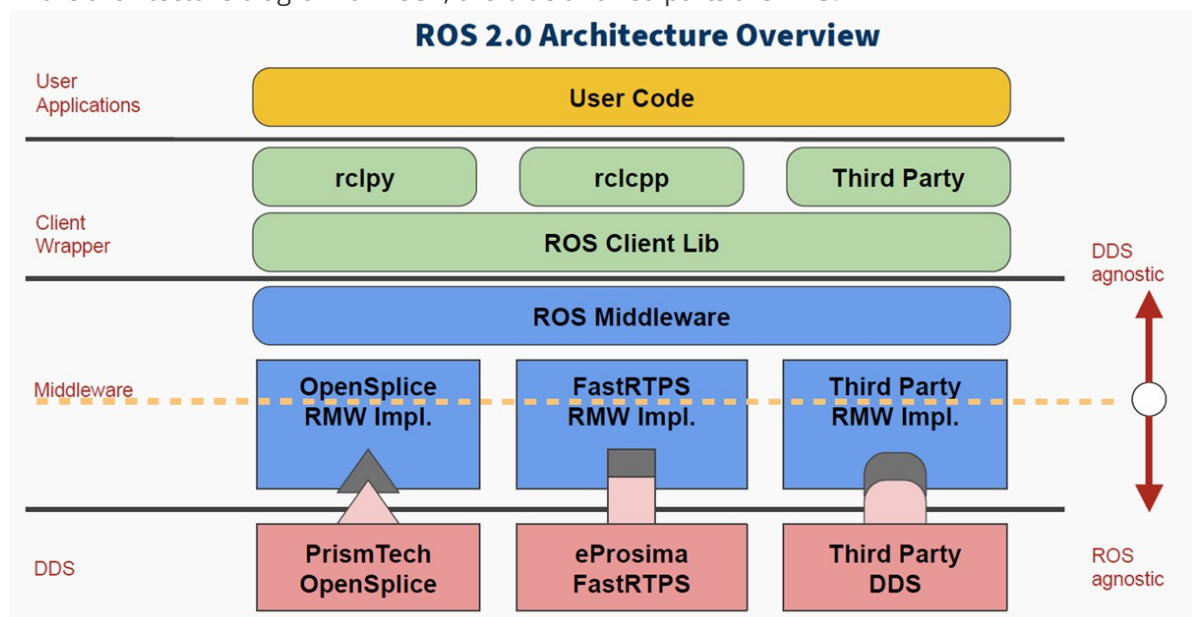 ROS 2.0 Architecture Overview
User
Applications
User Code
rclpy
rclcpp
Third Party
Client
Wrapper
ROS Client Lib
DDS
agnostic
ROS Middleware
Middleware
OpenSplice
RMW Impl.
FastRTPS
RMW Impl.
Third Party
RMW Impl.
DDS
PrismTech
OpenSplice
eProsima
FastRTPS
Third Party
DDS
ROS
agnostic